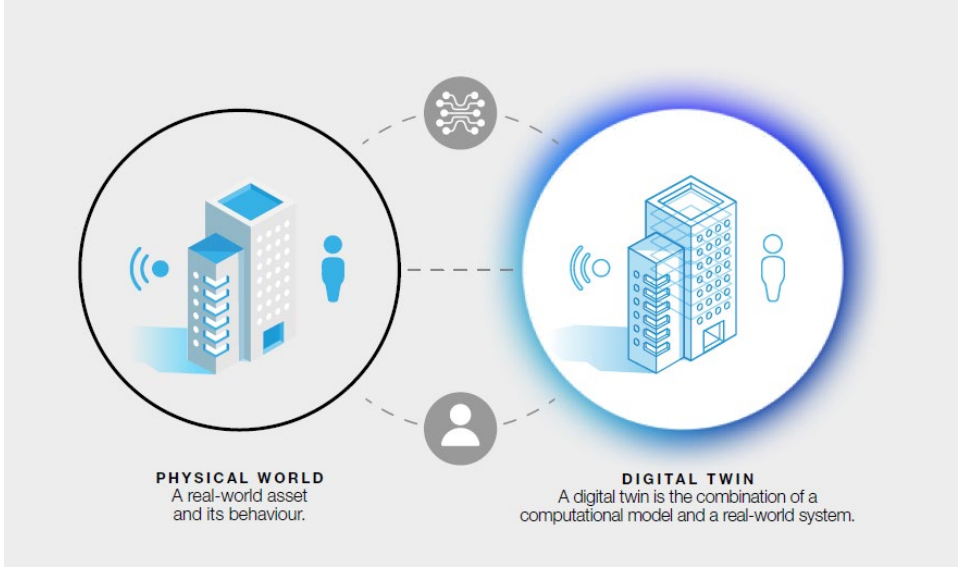 PHYSICAL WORLD
A real-world asset
and its behaviour.
DIGITAL TWIN
A digital twin is the combination of a
computational model and a real-world system.